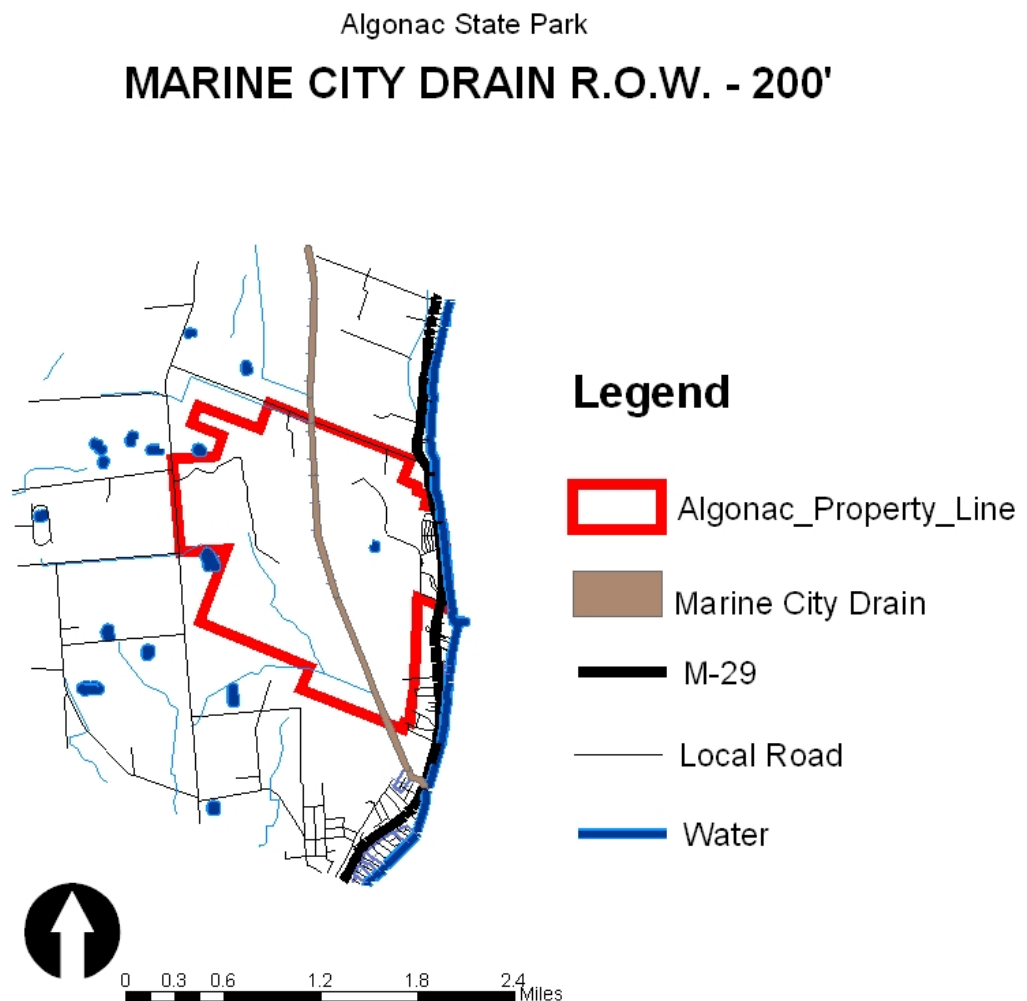 Algonac State Park
MARINE CITY DRAIN R.O.W. - 200'
Legend
Algonac_Property_Line
Marine City Drain
M-29
Local Road
Water
0 0.3 0.6 1.2 1.8 2.4
Miles